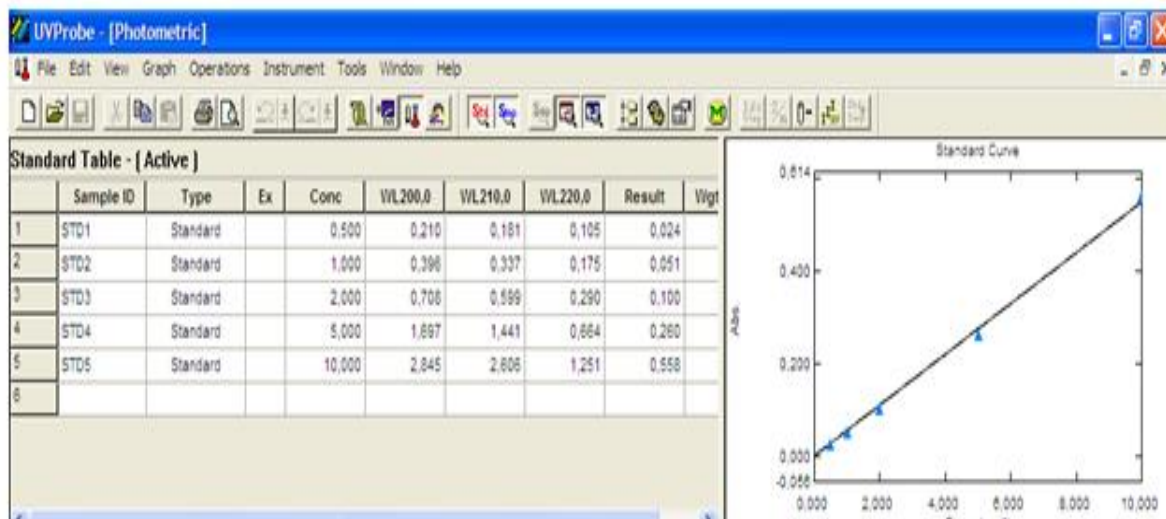 UVProbe - [Photometric]
File Edit View Graph Operations Instrument Tools Window Help
Standard Table - ( Active )
Sample ID Type Ex Conc WL200,0 WL210,0 WL220,0 Result Wgt
1 STD1 Standard 0,500 0,210 0,181 0,105 0,024
2 STD2 Standard 1,000 0,396 0,337 0,175 0,051
3 STD3 Standard 2,000 0,708 0,599 0,290 0,100
4 STD4 Standard 5,000 1,697 1,441 0,664 0,260
5 STD5 Standard 10,000 2,845 2,606 1,251 0,558
6
Standard Curve
0,614
0,400
0,200
0,000
-0,056
Abs.
0,000 2,000 4,000 6,000 8,000 10,000